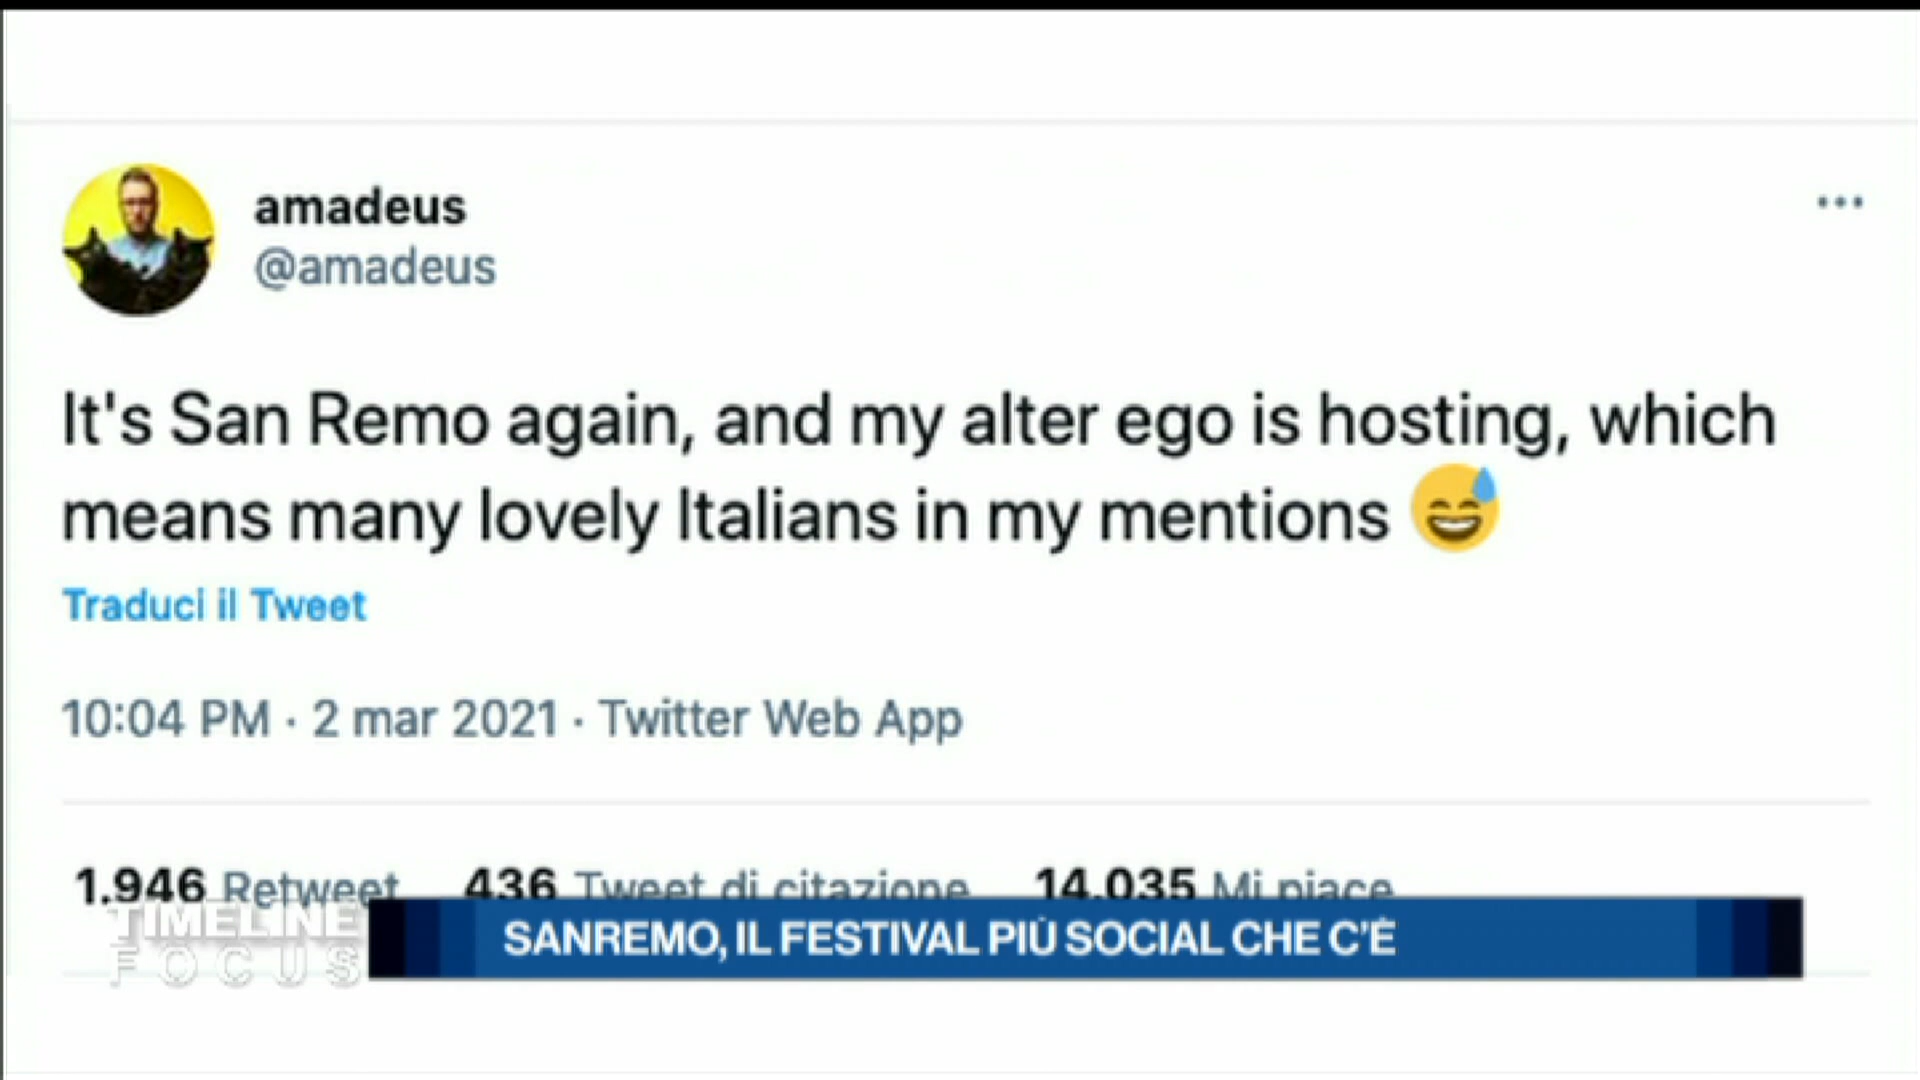 amadeus
@amadeus
It's San Remo again, and my alter ego is hosting, which
means many lovely Italians in my mentions 😅
Traduci il Tweet
10:04 PM · 2 mar 2021 · Twitter Web App
1.946 Retweet 436 Tweet di citazione 14.035 Mi piace
TIMELINE
FOCUS
SANREMO, IL FESTIVAL PIÙ SOCIAL CHE C'È